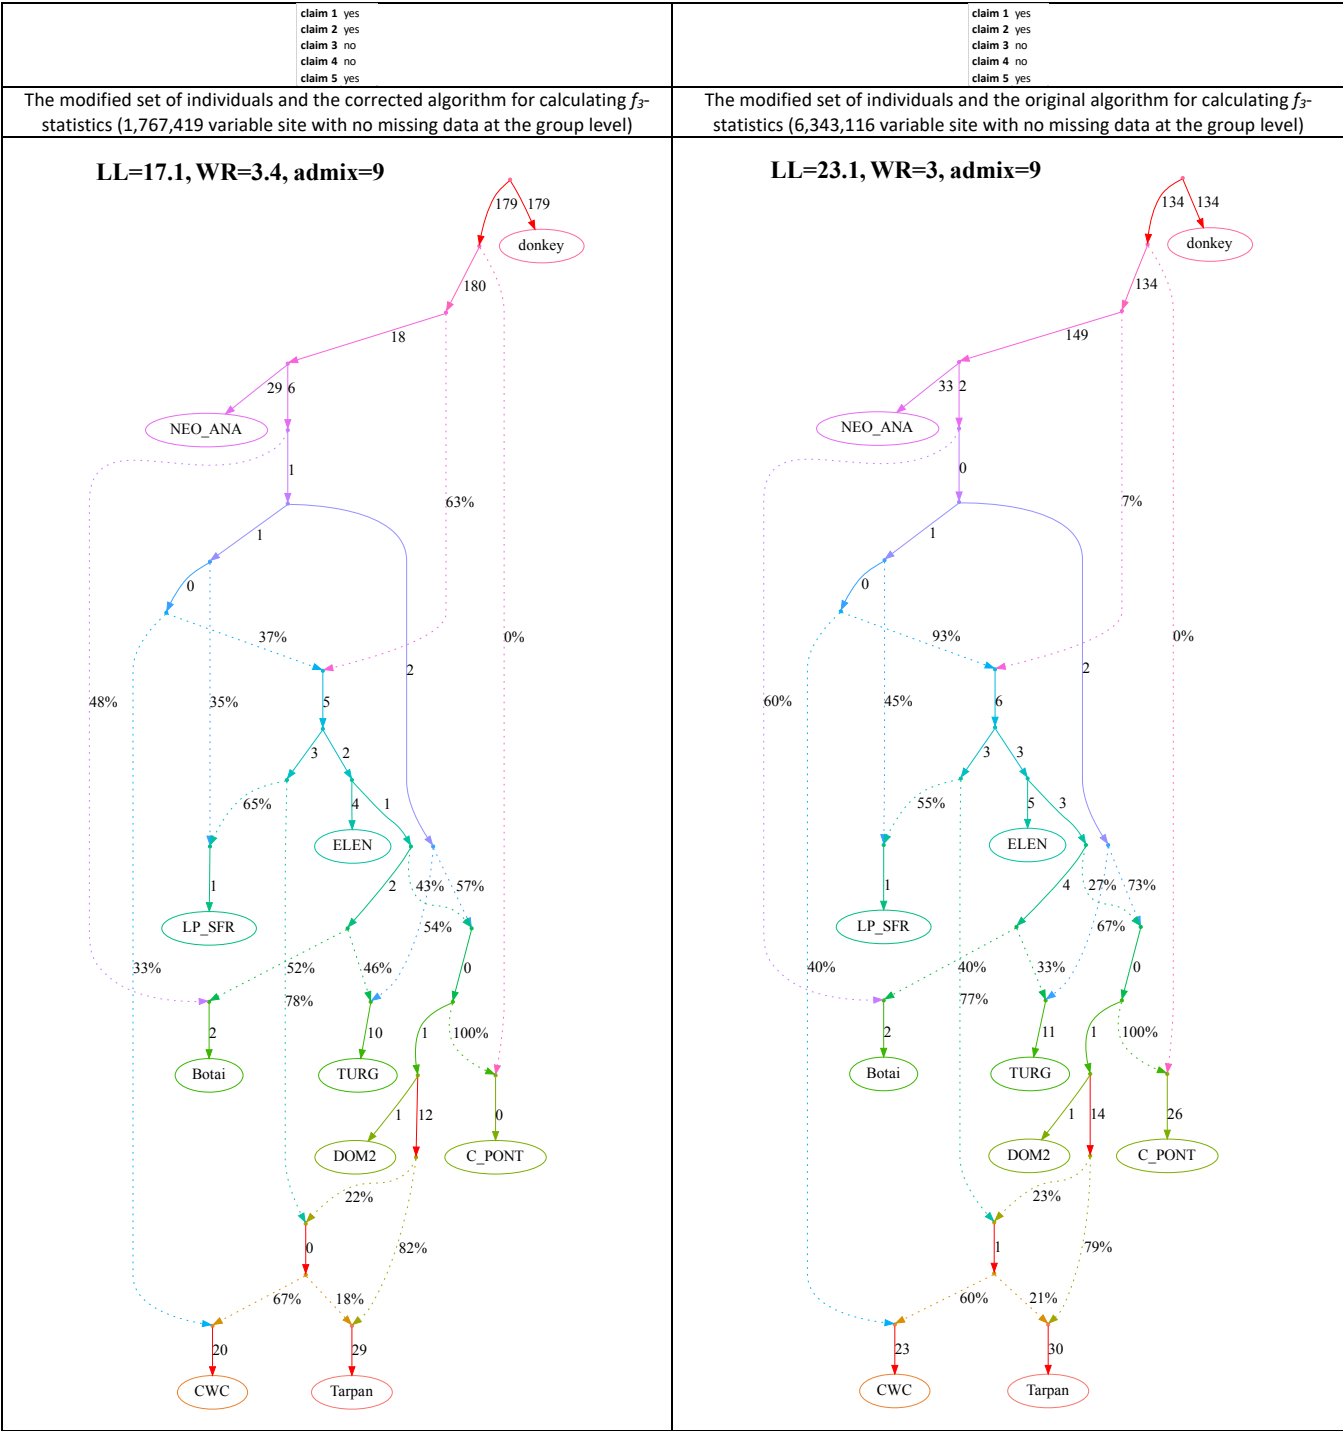 claim 1 yes
claim 2 yes
claim 3 no
claim 4 no
claim 5 yes
The modified set of individuals and the corrected algorithm for calculating f3-
statistics (1,767,419 variable site with no missing data at the group level)
LL=17.1, WR=3.4, admix=9
179 179
donkey
180
18
29 6
NEO_ANA
1
63%
1
0
37%
0%
2
48%
35%
5
3 2
65%
4 1
ELEN
2
43%
57%
1
54%
LP_SFR
33%
52%
46%
0
78%
2
10
1
100%
Botai
TURG
1
12
0
DOM2
C_PONT
22%
0
82%
67%
18%
20
29
CWC
Tarpan
claim 1 yes
claim 2 yes
claim 3 no
claim 4 no
claim 5 yes
The modified set of individuals and the original algorithm for calculating f3-
statistics (6,343,116 variable site with no missing data at the group level)
LL=23.1, WR=3, admix=9
134 134
donkey
134
149
33 2
NEO_ANA
0
7%
1
0
93%
0%
2
60%
45%
6
3 3
55%
5 3
ELEN
4
27%
73%
1
67%
LP_SFR
40%
40%
33%
0
77%
2
11
1
100%
Botai
TURG
1
14
26
DOM2
C_PONT
23%
1
79%
60%
21%
23
30
CWC
Tarpan